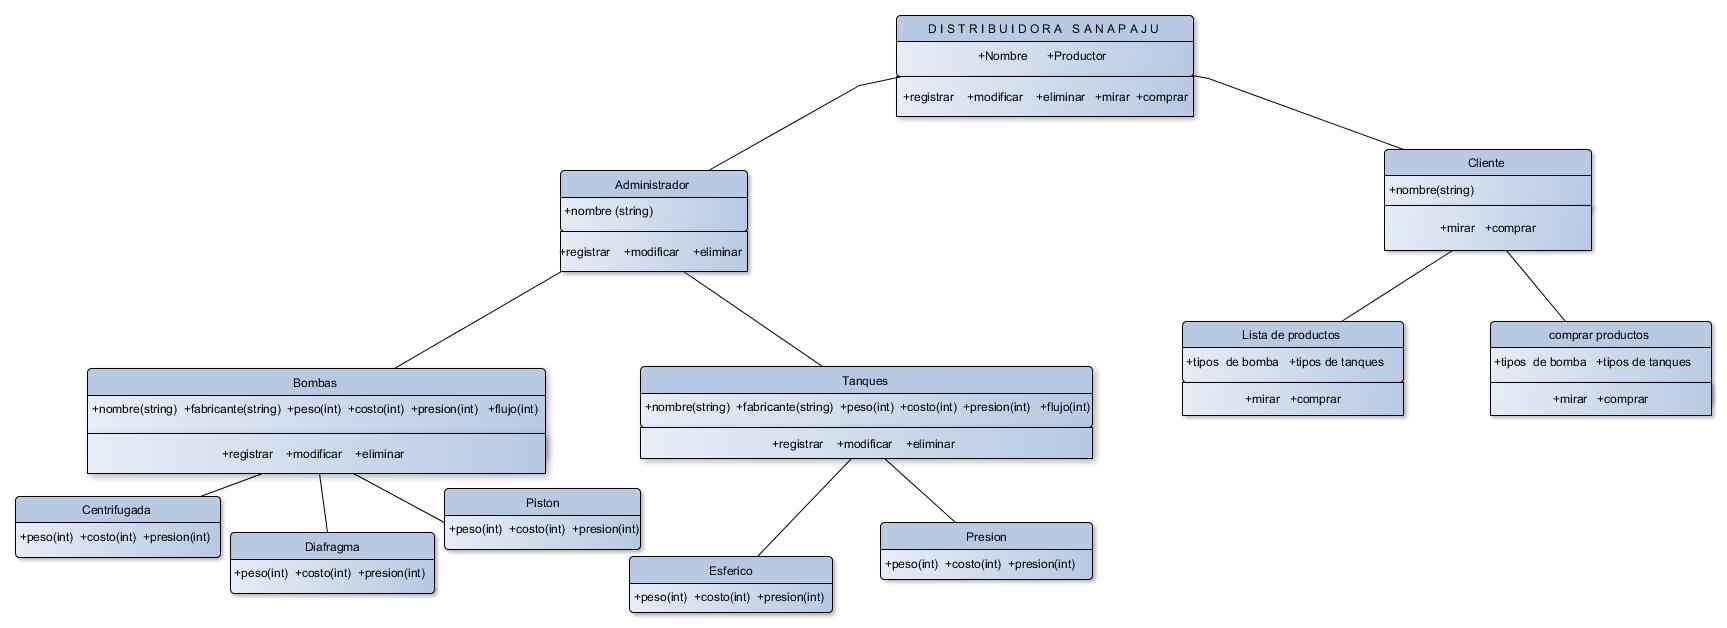 DISTRIBUIDORA SANAPAJU
+Nombre +Productor
+registrar +modificar +eliminar +mirar +comprar
Administrador
+nombre (string)
+registrar +modificar +eliminar
Cliente
+nombre(string)
+mirar +comprar
Bombas
+nombre(string) +fabricante(string) +peso(int) +costo(int) +presion(int) +flujo(int)
+registrar +modificar +eliminar
Tanques
+nombre(string) +fabricante(string) +peso(int) +costo(int) +presion(int) +flujo(int)
+registrar +modificar +eliminar
Lista de productos
+tipos de bomba +tipos de tanques
+mirar +comprar
comprar productos
+tipos de bomba +tipos de tanques
+mirar +comprar
Centrifugada
+peso(int) +costo(int) +presion(int)
Diafragma
+peso(int) +costo(int) +presion(int)
Piston
+peso(int) +costo(int) +presion(int)
Esferico
+peso(int) +costo(int) +presion(int)
Presion
+peso(int) +costo(int) +presion(int)